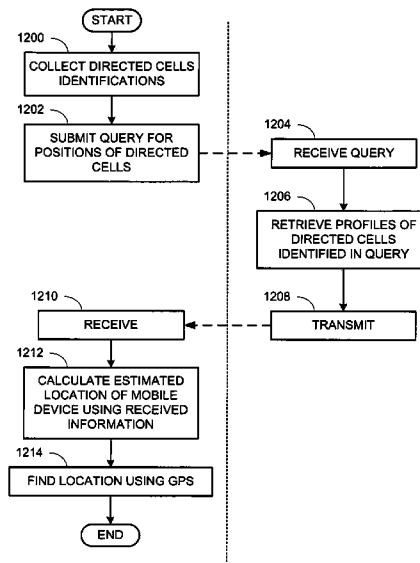 START
1200
COLLECT DIRECTED CELLS
IDENTIFICATIONS
1202
SUBMIT QUERY FOR
POSITIONS OF DIRECTED
CELLS
1204
RECEIVE QUERY
1206
RETRIEVE PROFILES OF
DIRECTED CELLS
IDENTIFIED IN QUERY
1208
TRANSMIT
1210
RECEIVE
1212
CALCULATE ESTIMATED
LOCATION OF MOBILE
DEVICE USING RECEIVED
INFORMATION
1214
FIND LOCATION USING GPS
END